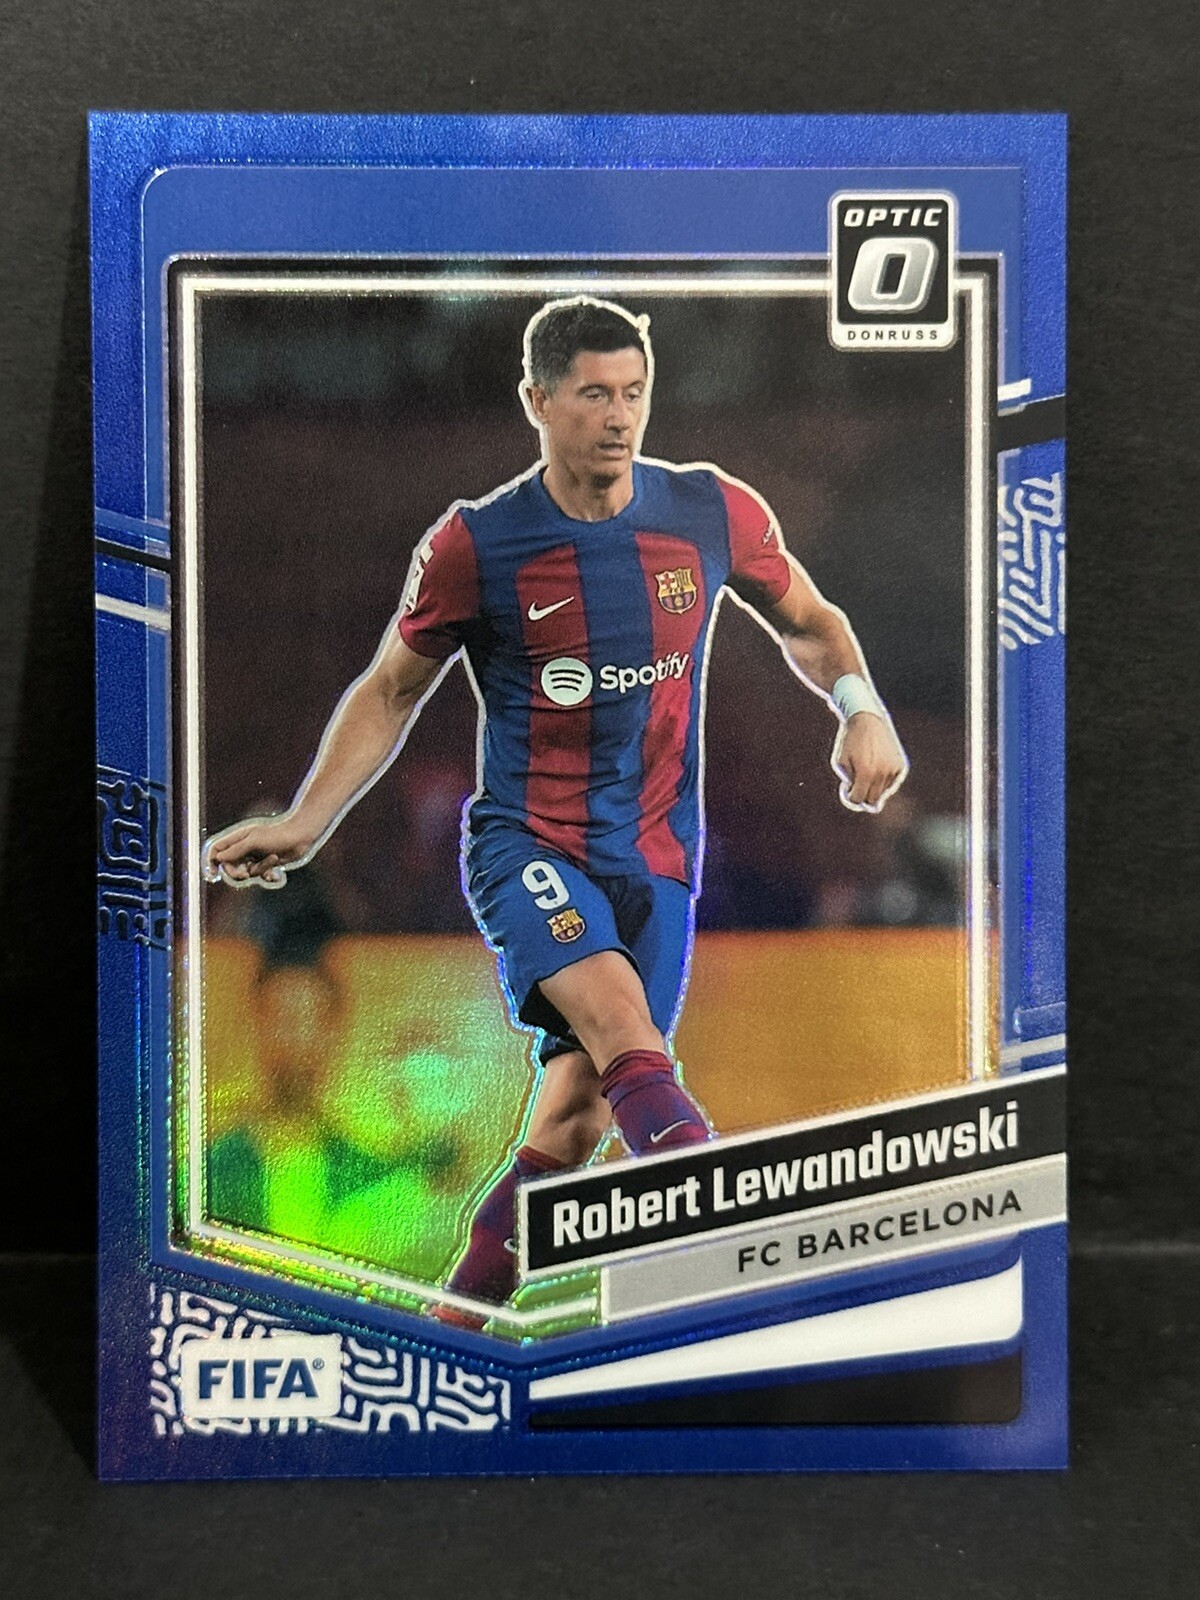 OPTIC
O
DONRUSS
Spotify
9
Robert Lewandowski
FC BARCELONA
FIFA®